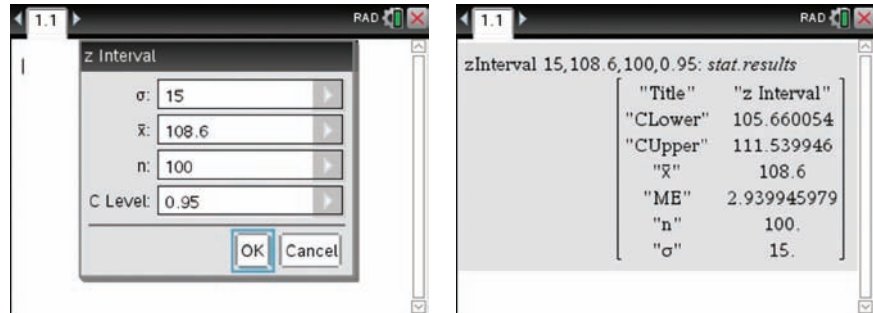 1.1
RAD
z Interval
σ: 15
x̄: 108.6
n: 100
C Level: 0.95
OK Cancel
1.1
RAD
zInterval 15,108.6,100,0.95: stat.results
"Title" "z Interval"
"CLower" 105.660054
"CUpper" 111.539946
"x̄" 108.6
"ME" 2.939945979
"n" 100.
"σ" 15.